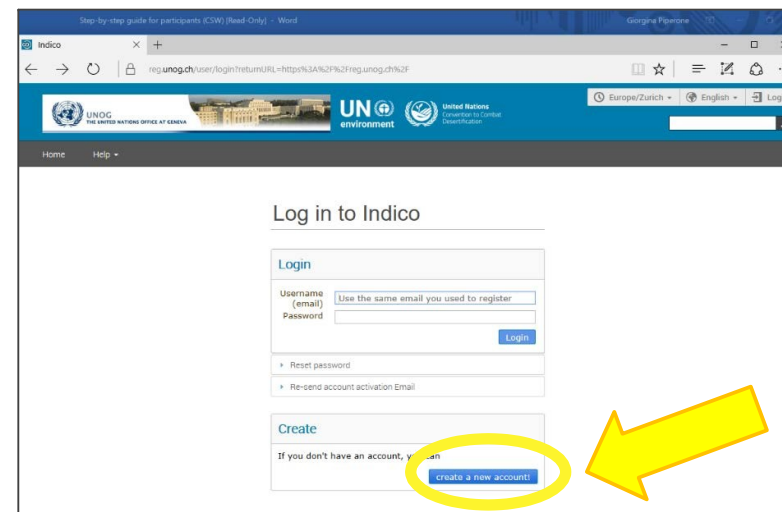 Step-by-step guide for participants (CSW) [Read-Only] - Word
Giorgina Piperone
Indico
reg.unog.ch/user/login?returnURL=https%3A%2F%2Freg.unog.ch%2F
Europe/Zurich
English
Log
UNOG
THE UNITED NATIONS OFFICE AT GENEVA
UN
environment
United Nations
Convention to Combat
Desertification
Home Help
Log in to Indico
Login
Username
(email)
Use the same email you used to register
Password
Login
Reset password
Re-send account activation Email
Create
If you don't have an account, you can
create a new account!